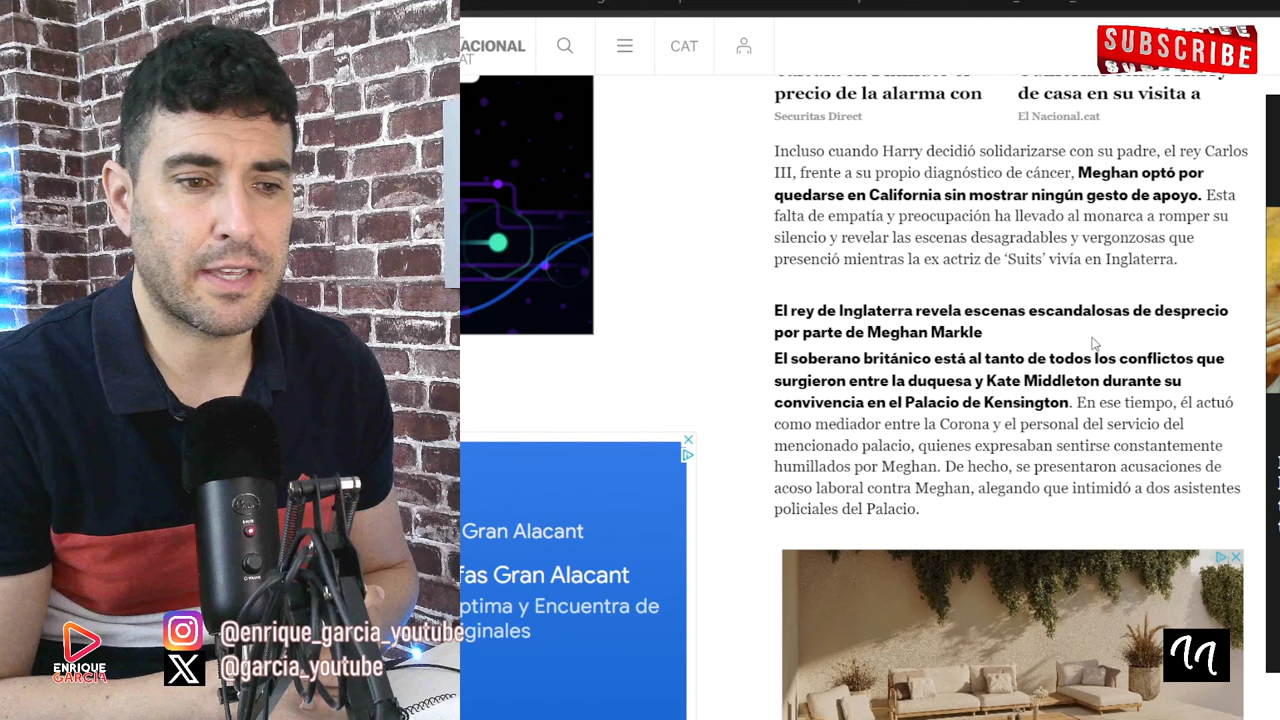 ACIONAL
AT
CAT
SUBSCRIBE
precio de la alarma con
Securitas Direct
de casa en su visita a
El Nacional.cat
Incluso cuando Harry decidió solidarizarse con su padre, el rey Carlos
III, frente a su propio diagnóstico de cáncer, Meghan optó por
quedarse en California sin mostrar ningún gesto de apoyo. Esta
falta de empatía y preocupación ha llevado al monarca a romper su
silencio y revelar las escenas desagradables y vergonzosas que
presenció mientras la ex actriz de ‘Suits’ vivía en Inglaterra.
El rey de Inglaterra revela escenas escandalosas de desprecio
por parte de Meghan Markle
El soberano británico está al tanto de todos los conflictos que
surgieron entre la duquesa y Kate Middleton durante su
convivencia en el Palacio de Kensington. En ese tiempo, él actuó
como mediador entre la Corona y el personal del servicio del
mencionado palacio, quienes expresaban sentirse constantemente
humillados por Meghan. De hecho, se presentaron acusaciones de
acoso laboral contra Meghan, alegando que intimidó a dos asistentes
policiales del Palacio.
Gran Alacant
fas Gran Alacant
ptima y Encuentra de
ginales
@enrique_garcia_youtube
@garcia_youtube
ENRIQUE
GARCIA